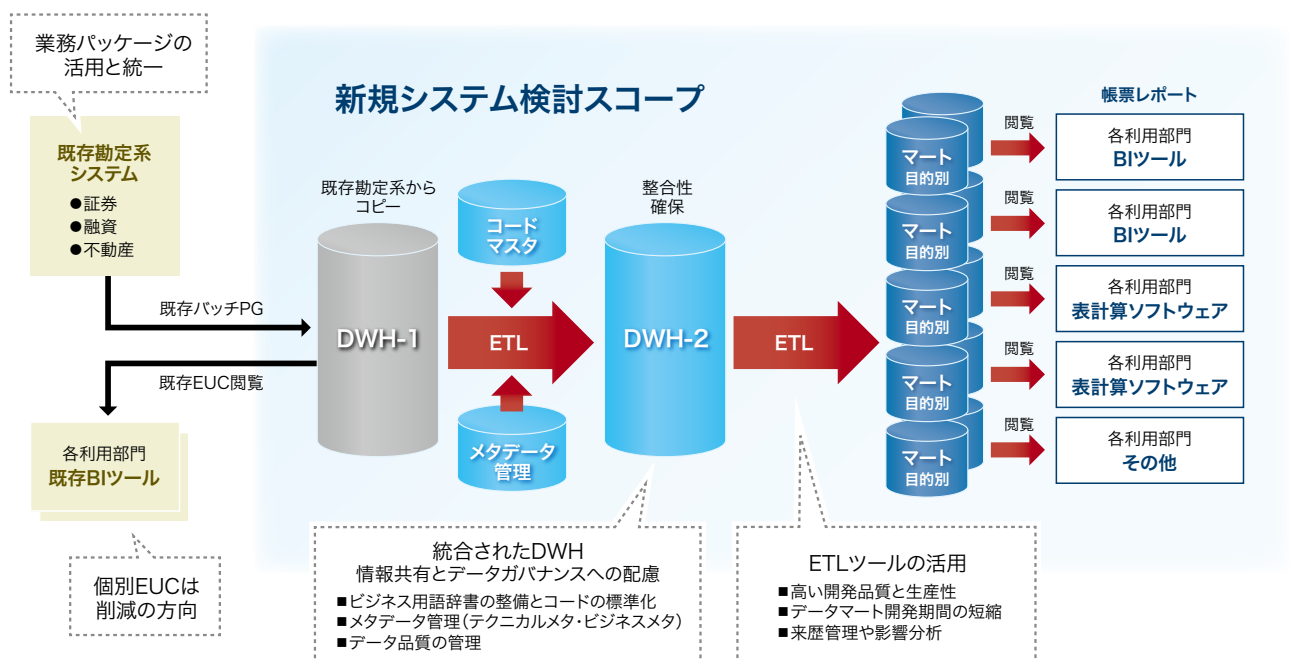 業務パッケージの
活用と統一
新規システム検討スコープ
既存勘定系
システム
●証券
●融資
●不動産
既存バッチPG
既存EUC閲覧
各利用部門
既存BIツール
個別EUCは
削減の方向
既存勘定系から
コピー
DWH-1
コード
マスタ
ETL
メタデータ
管理
整合性
確保
DWH-2
ETL
マート
目的別
マート
目的別
マート
目的別
マート
目的別
マート
目的別
閲覧
閲覧
閲覧
閲覧
閲覧
帳票レポート
各利用部門
BIツール
各利用部門
BIツール
各利用部門
表計算ソフトウェア
各利用部門
表計算ソフトウェア
各利用部門
その他
統合されたDWH
情報共有とデータガバナンスへの配慮
■ビジネス用語辞書の整備とコードの標準化
■メタデータ管理（テクニカルメタ・ビジネスメタ）
■データ品質の管理
ETLツールの活用
■高い開発品質と生産性
■データマート開発期間の短縮
■来歴管理や影響分析